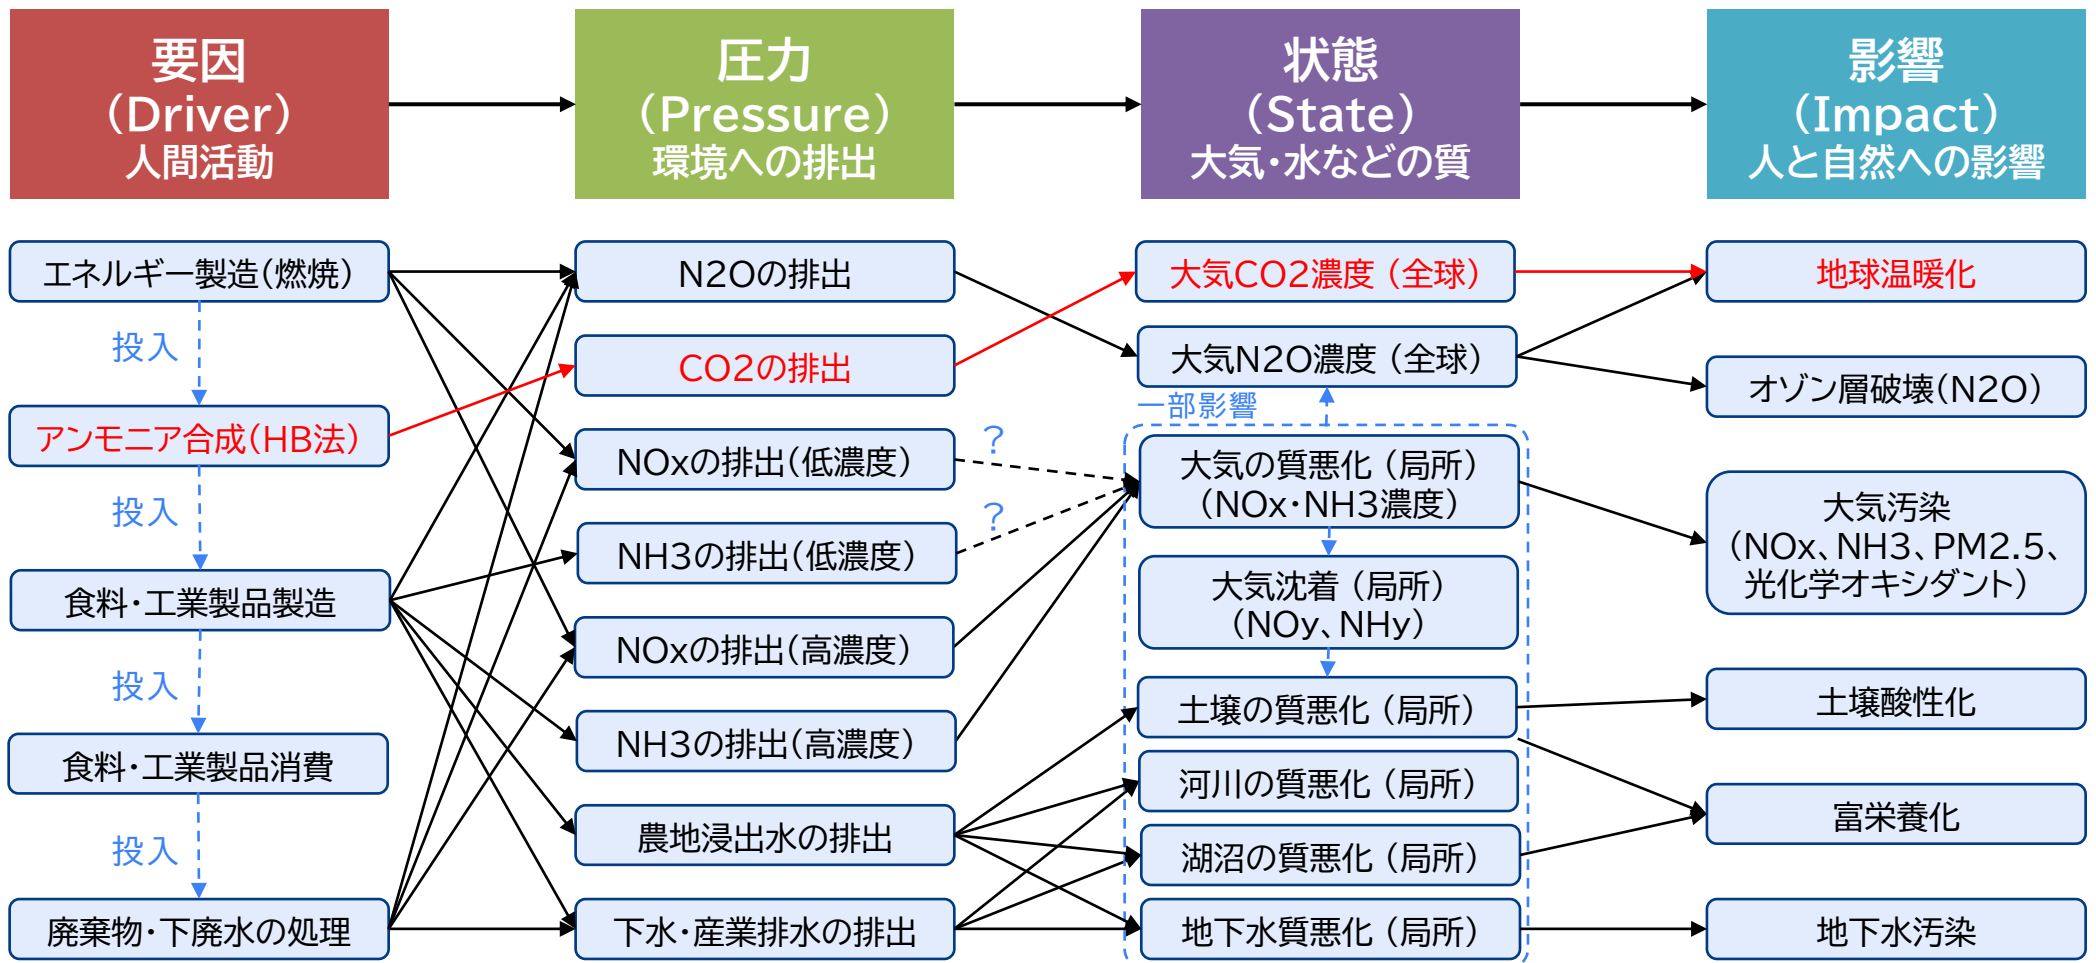 要因
（Driver）
人間活動
圧力
（Pressure）
環境への排出
状態
（State）
大気・水などの質
影響
（Impact）
人と自然への影響
エネルギー製造（燃焼）
投入
アンモニア合成（HB法）
投入
食料・工業製品製造
投入
食料・工業製品消費
投入
廃棄物・下廃水の処理
N2Oの排出
CO2の排出
NOxの排出（低濃度）
NH3の排出（低濃度）
NOxの排出（高濃度）
NH3の排出（高濃度）
農地浸出水の排出
下水・産業排水の排出
？
？
大気CO2濃度（全球）
大気N2O濃度（全球）
一部影響
大気の質悪化（局所）
（NOx・NH3濃度）
大気沈着（局所）
（NOy、NHy）
土壌の質悪化（局所）
河川の質悪化（局所）
湖沼の質悪化（局所）
地下水質悪化（局所）
地球温暖化
オゾン層破壊（N2O）
大気汚染
（NOx、NH3、PM2.5、
光化学オキシダント）
土壌酸性化
富栄養化
地下水汚染